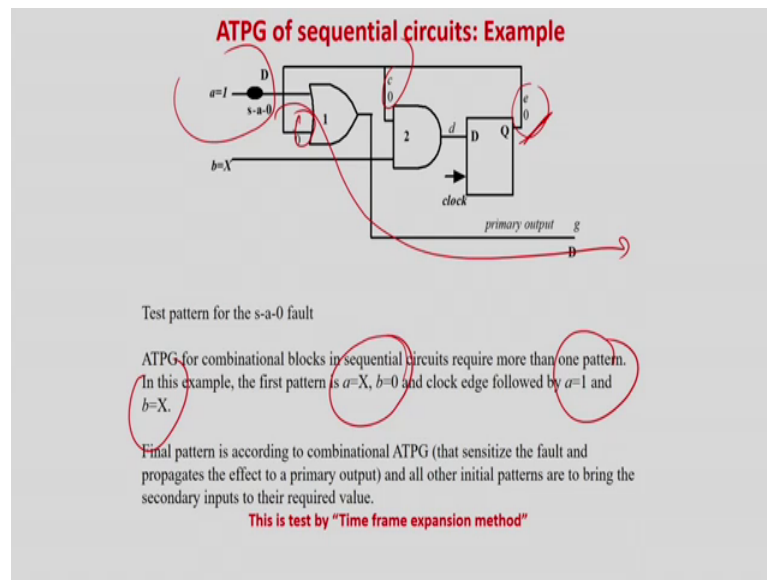 ATPG of sequential circuits: Example
D
a=1
s-a-0
0
1
b=X
c
0
2
d
D
Q
e
0
clock
primary output g
D
Test pattern for the s-a-0 fault
ATPG for combinational blocks in sequential circuits require more than one pattern.
In this example, the first pattern is a=X, b=0 and clock edge followed by a=1 and
b=X.
Final pattern is according to combinational ATPG (that sensitize the fault and
propagates the effect to a primary output) and all other initial patterns are to bring the
secondary inputs to their required value.
This is test by “Time frame expansion method”